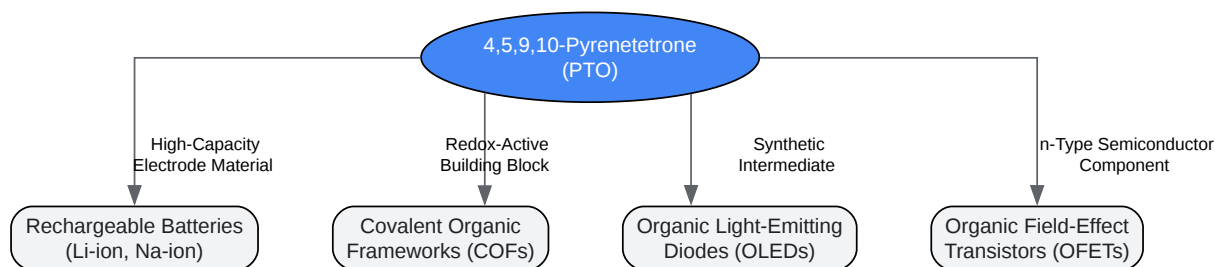 4,5,9,10-Pyrenetetrone
(PTO)
High-Capacity
Electrode Material
Redox-Active
Building Block
Synthetic
Intermediate
n-Type Semiconductor
Component
Rechargeable Batteries
(Li-ion, Na-ion)
Covalent Organic
Frameworks (COFs)
Organic Light-Emitting
Diodes (OLEDs)
Organic Field-Effect
Transistors (OFETs)